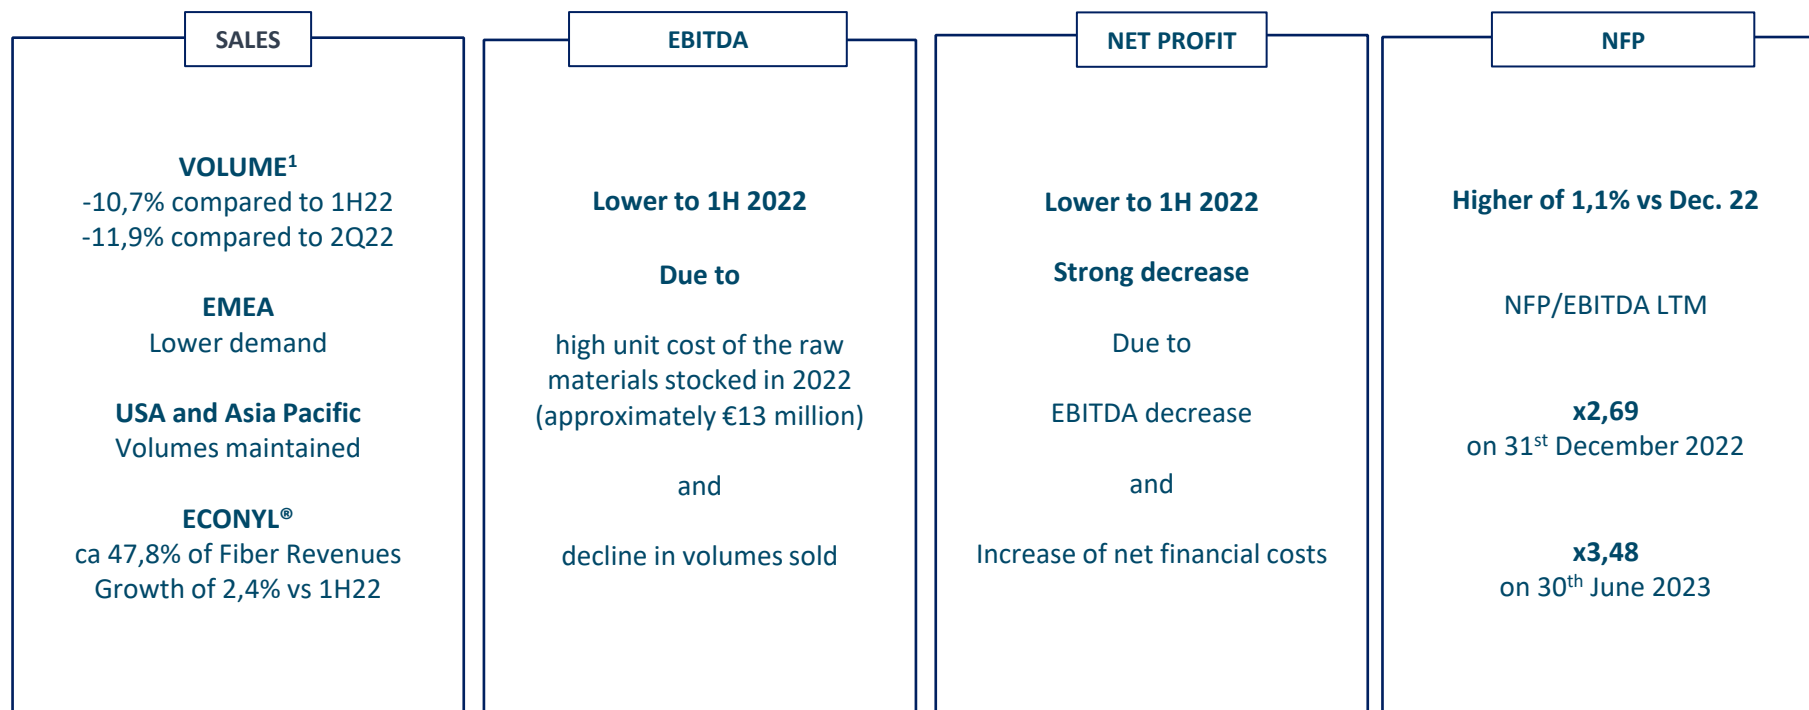 SALES
VOLUME¹
-10,7% compared to 1H22
-11,9% compared to 2Q22
EMEA
Lower demand
USA and Asia Pacific
Volumes maintained
ECONYL®
ca 47,8% of Fiber Revenues
Growth of 2,4% vs 1H22
EBITDA
Lower to 1H 2022
Due to
high unit cost of the raw
materials stocked in 2022
(approximately €13 million)
and
decline in volumes sold
NET PROFIT
Lower to 1H 2022
Strong decrease
Due to
EBITDA decrease
and
Increase of net financial costs
NFP
Higher of 1,1% vs Dec. 22
NFP/EBITDA LTM
x2,69
on 31st December 2022
x3,48
on 30th June 2023